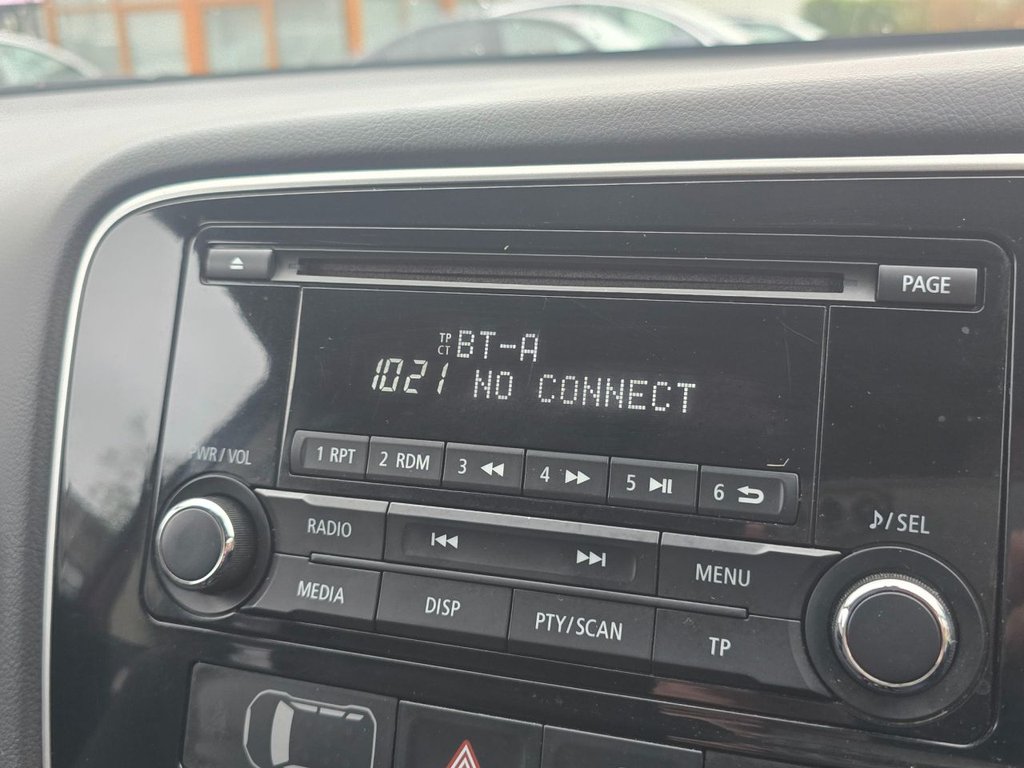 PAGE
TP
CT
BT-A
1021 NO CONNECT
PWR/VOL
1 RPT
2 RDM
3
4
5
6
♪/SEL
RADIO
MENU
MEDIA
DISP
PTY/SCAN
TP